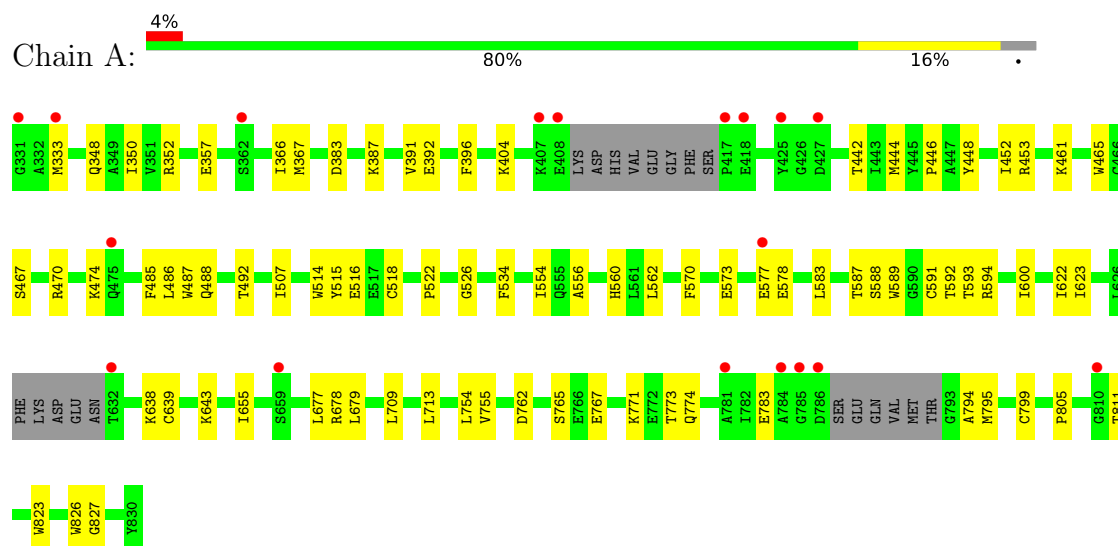 4%
Chain A:
80% 16% •
G331 A332 M333 Q348 A349 I350 V351 R352 E357 S362 I366 M367 D383 K387 V391 E392 F396 K404 K407 E408 LYS ASP HIS VAL GLU GLY PHE SER P417 E418 Y425 G426 D427 T442 I443 M444 Y445 P446 A447 Y448 I452 R453 K461 W465 G466
S467 R470 K474 Q475 F485 L486 W487 Q488 T492 I507 W514 Y515 E516 E517 C518 P522 G526 F534 I554 Q555 A556 H560 L561 L562 F570 E573 E577 E578 L583 T587 S588 W589 G590 C591 T592 T593 R594 I600 I622 I623 L626
PHE LYS ASP GLU ASN T632 K638 C639 K643 I655 S659 L677 R678 L679 L709 L713 L754 V755 D762 S765 E766 E767 K771 E772 T773 Q774 A781 I782 E783 A784 G785 D786 SER GLU GLN VAL MET THR G793 A794 M795 C799 P805 G810 T811
W823 W826 G827 Y830